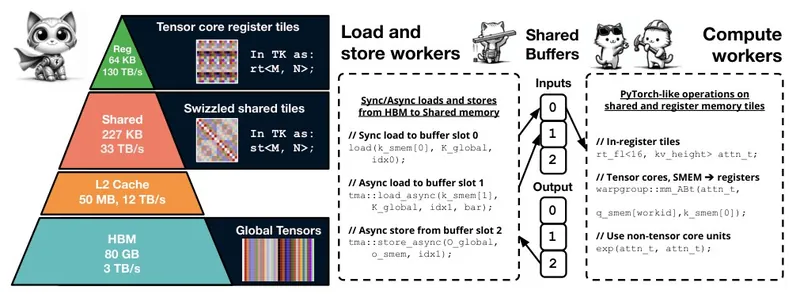 Reg
64 KB
130 TB/s
Tensor core register tiles
In TK as:
rt<M, N>;
Shared
227 KB
33 TB/s
Swizzled shared tiles
In TK as:
st<M, N>;
L2 Cache
50 MB, 12 TB/s
HBM
80 GB
3 TB/s
Global Tensors
Load and
store workers
Sync/Async loads and stores
from HBM to Shared memory
// Sync load to buffer slot 0
load(k_smem[0], K_global,
idx0);
// Async load to buffer slot 1
tma::load_async(k_smem[1],
K_global, idx1, bar);
// Async store from buffer slot 2
tma::store_async(O_global,
o_smem, idx1);
Shared
Buffers
Inputs
0
1
2
Output
0
1
2
Compute
workers
PyTorch-like operations on
shared and register memory tiles
// In-register tiles
rt_fl<16, kv_height> attn_t;
// Tensor cores, SMEM ➔ registers
warpgroup::mm_ABt(attn_t,
q_smem[workid],k_smem[0]);
// Use non-tensor core units
exp(attn_t, attn_t);